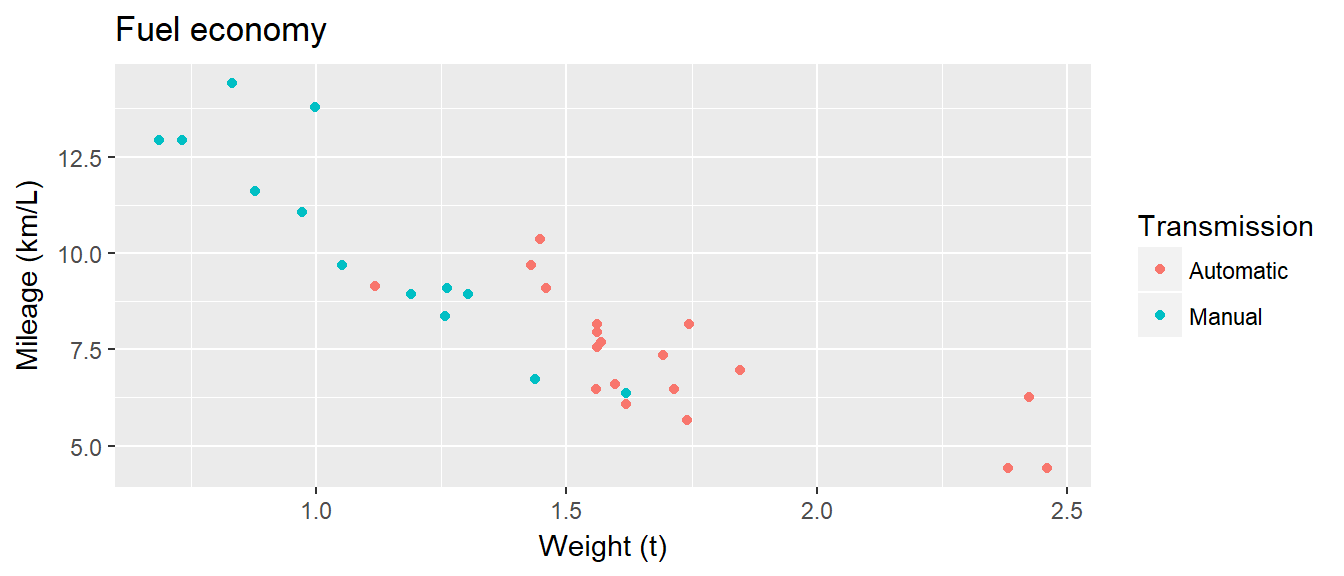 Fuel economy
Mileage (km/L)
12.5
10.0
7.5
5.0
1.0
1.5
2.0
2.5
Weight (t)
Transmission
Automatic
Manual